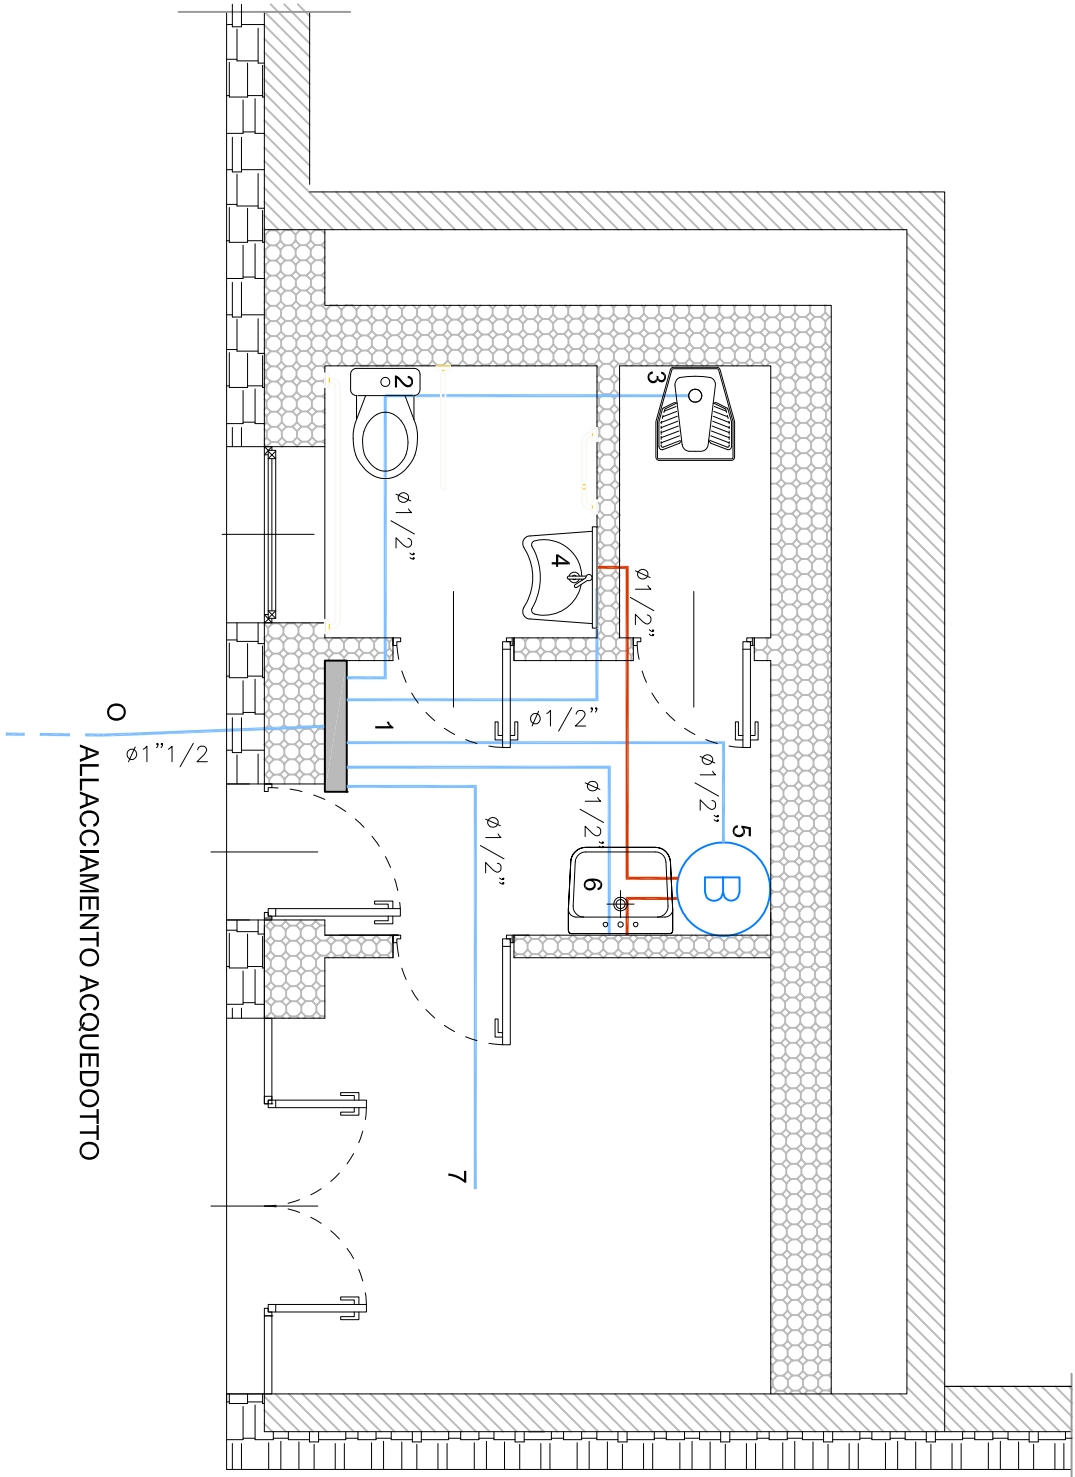 2
3
ø1/2”
4
ø1/2”
O
ø1”1/2
ALLACCIAMENTO ACQUEDOTTO
1
ø1/2”
ø1/2”
5
B
ø1/2”
6
ø1/2”
7